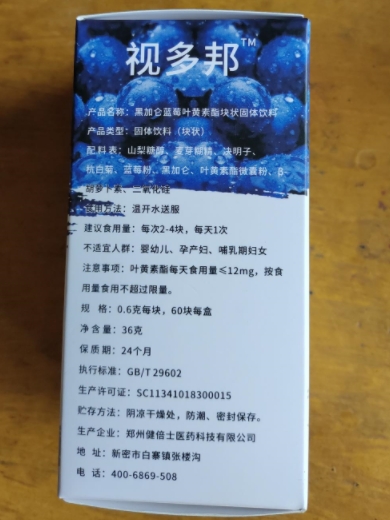 视多邦™
产品名称：黑加仑蓝莓叶黄素酯块状固体饮料
产品类型：固体饮料（块状）
配料表：山梨糖醇、麦芽糊精、决明子、
杭白菊、蓝莓粉、黑加仑、叶黄素酯微囊粉、β-
胡萝卜素、二氧化硅
食用方法：温开水送服
建议食用量：每次2-4块，每天1次
不适宜人群：婴幼儿、孕产妇、哺乳期妇女
注意事项：叶黄素酯每天食用量≤12mg，按食
用量食用不超过限量。
规 格：0.6克每块，60块每盒
净含量：36克
保质期：24个月
执行标准：GB/T 29602
生产许可证：SC11341018300015
贮存方法：阴凉干燥处，防潮、密封保存。
生产企业：郑州健倍士医药科技有限公司
地 址：新密市白寨镇张楼沟
电 话：400-6869-508